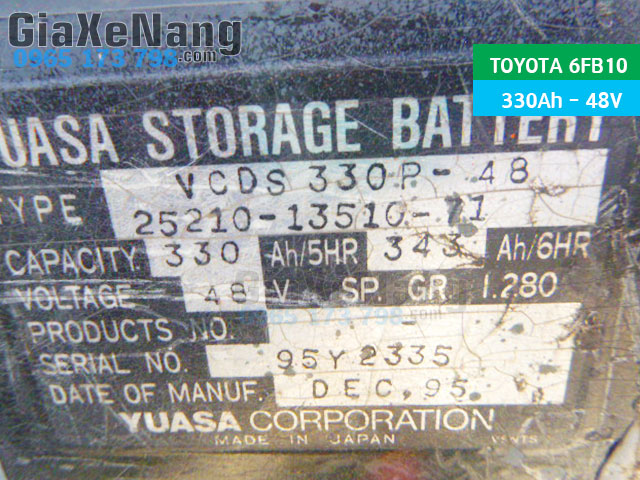 GiaXeNang
0965 173 798
TOYOTA 6FB10
330Ah – 48V
YUASA STORAGE BATTERY
VCDS 330P-48
TYPE 25210-13510-71
CAPACITY 330 Ah/5HR 343 Ah/6HR
VOLTAGE 48 V SP. GR. 1.280
PRODUCTS NO.
SERIAL NO. 95Y2335
DATE OF MANUF. DEC, 95
YUASA CORPORATION
MADE IN JAPAN